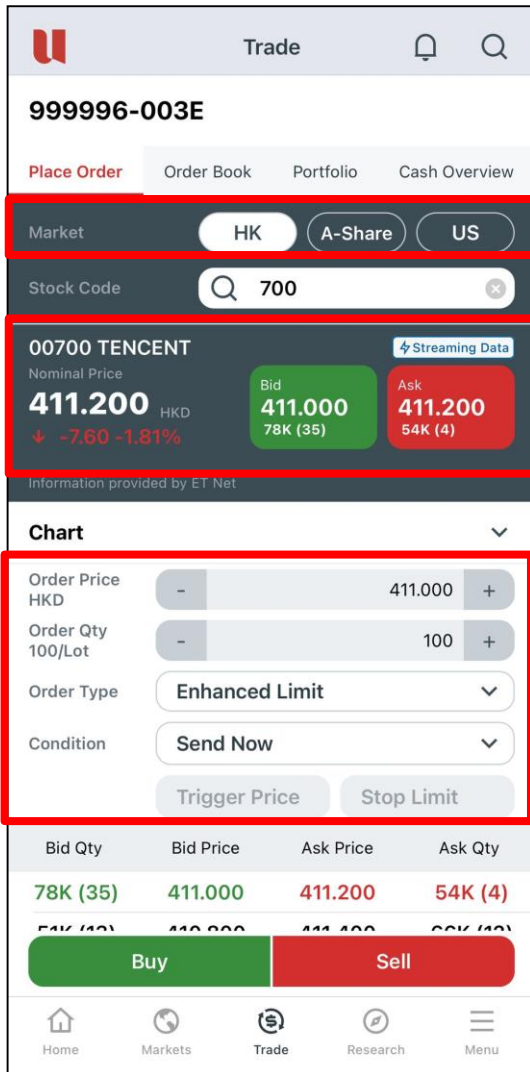 Trade
999996-003E
Place Order Order Book Portfolio Cash Overview
Market HK A-Share US
Stock Code 700
00700 TENCENT Streaming Data
Nominal Price
411.200 HKD
-7.60 -1.81%
Bid
411.000
78K (35)
Ask
411.200
54K (4)
Information provided by ET Net
Chart
Order Price
HKD
- 411.000 +
Order Qty
100/Lot
- 100 +
Order Type Enhanced Limit
Condition Send Now
Trigger Price Stop Limit
Bid Qty Bid Price Ask Price Ask Qty
78K (35) 411.000 411.200 54K (4)
Buy Sell
Home Markets Trade Research Menu